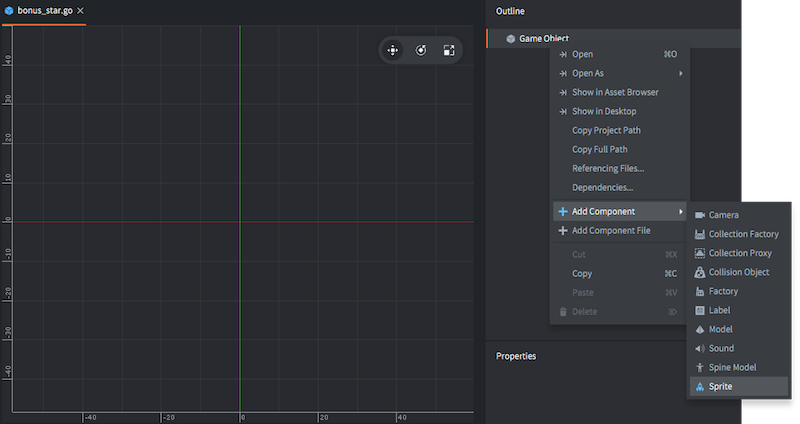 bonus_star.go ×
Outline
Game Object
Open ⌘O
Open As
Show in Asset Browser
Show in Desktop
Copy Project Path
Copy Full Path
Referencing Files...
Dependencies...
Add Component
Add Component File
Cut ⌘X
Copy ⌘C
Paste ⌘V
Delete ⌦
Camera
Collection Factory
Collection Proxy
Collision Object
Factory
Label
Model
Sound
Spine Model
Sprite
Properties
40
20
10
0
-10
-20
-30
-40
-40
-20
0
20
40